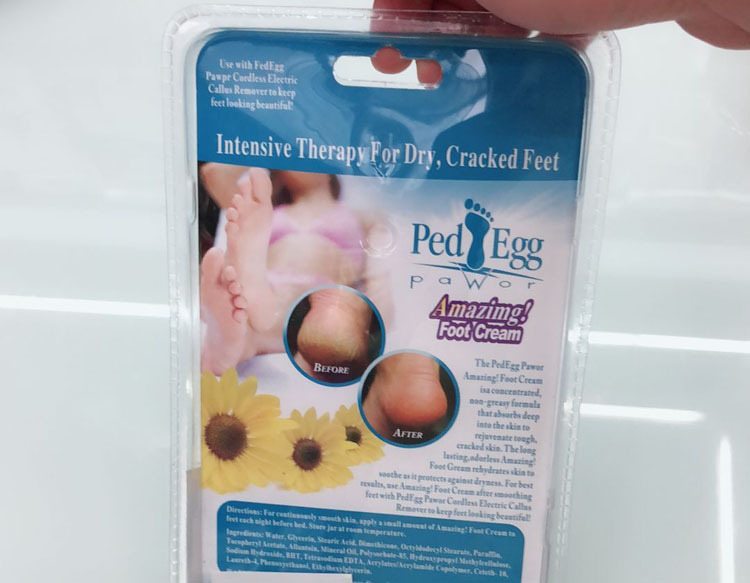 Use with FedEgg
Pawpr Cordless Electric
Callus Remover to keep
feet looking beautiful!
Intensive Therapy For Dry, Cracked Feet
Ped Egg
paWor
Amazimg!
Foot Cream
BEFORE
AFTER
The PedEgg Pawor
Amazing! Foot Cream
isa concentrated,
non-greasy formula
that absorbs deep
into the skin to
rejuvenate tough,
cracked skin. The long
lasting,odorless Amazing!
Foot Gream rehydrates skin to
soothe as it protects against dryness. For best
results, use Amazing! Foot Cream after smoothing
feet with PedEgg Pawor Cordless Electric Callus
Remover to keep feet looking beautiful!
Directions: For continuously smooth skin, apply a small amount of Amazing! Foot Cream to
feet each night before bed. Store jar at room temperature.
Ingredients: Water, Glycerin, Stearic Acid, Dimethicone, Octyldodecyl Stearate, Paraffin,
Tocopheryl Acetate, Allantoin, Mineral Oil, Polysorbate-85, Hydroxypropyl Methylcellulose,
Sodium Hydroxide, BHT, Tetrasodium EDTA, Acrylates/Acrylamide Copolymer, Ceteth- 10,
Laureth-4, Phenoxyethanol, Ethylhexylglycerin.